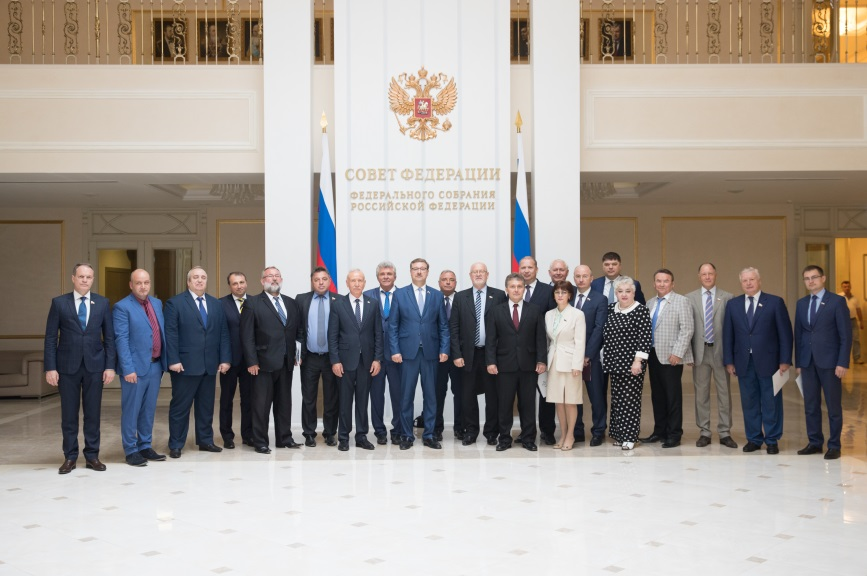 СОВЕТ ФЕДЕРАЦИИ
ФЕДЕРАЛЬНОГО СОБРАНИЯ
РОССИЙСКОЙ ФЕДЕРАЦИИ